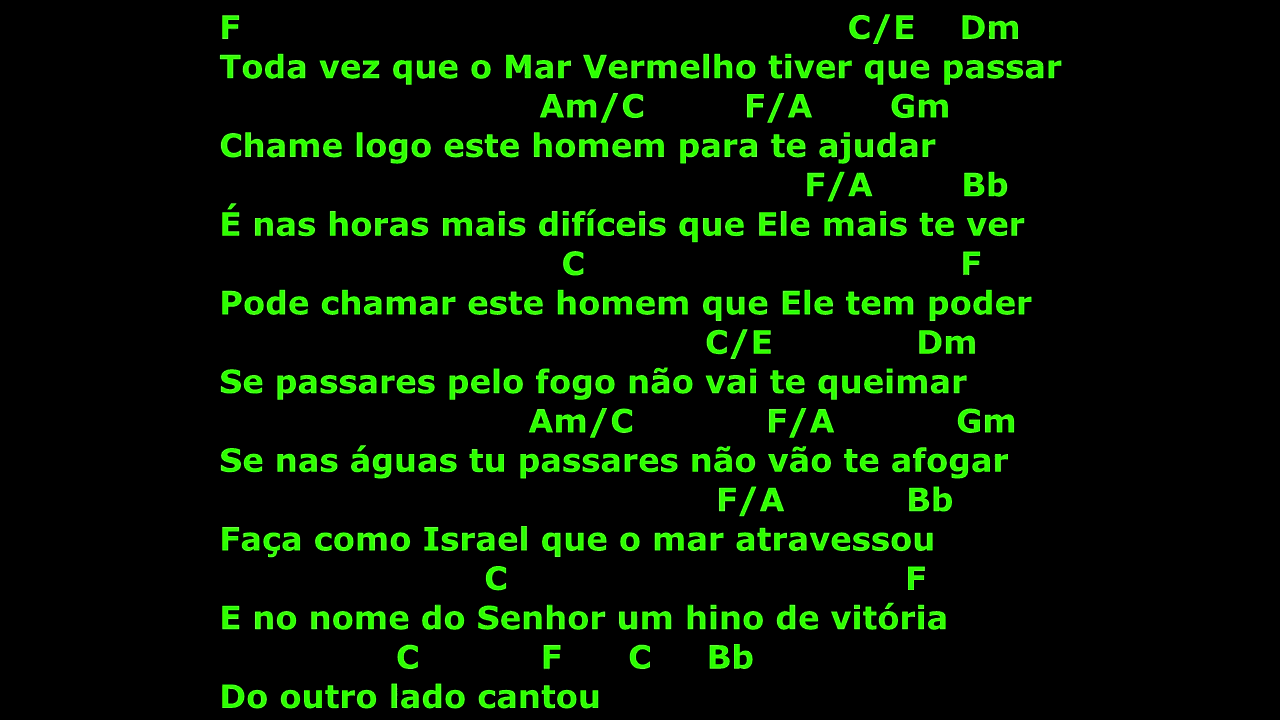 F C/E Dm
Toda vez que o Mar Vermelho tiver que passar
Am/C F/A Gm
Chame logo este homem para te ajudar
F/A Bb
É nas horas mais difíceis que Ele mais te ver
C F
Pode chamar este homem que Ele tem poder
C/E Dm
Se passares pelo fogo não vai te queimar
Am/C F/A Gm
Se nas águas tu passares não vão te afogar
F/A Bb
Faça como Israel que o mar atravessou
C F
E no nome do Senhor um hino de vitória
C F C Bb
Do outro lado cantou